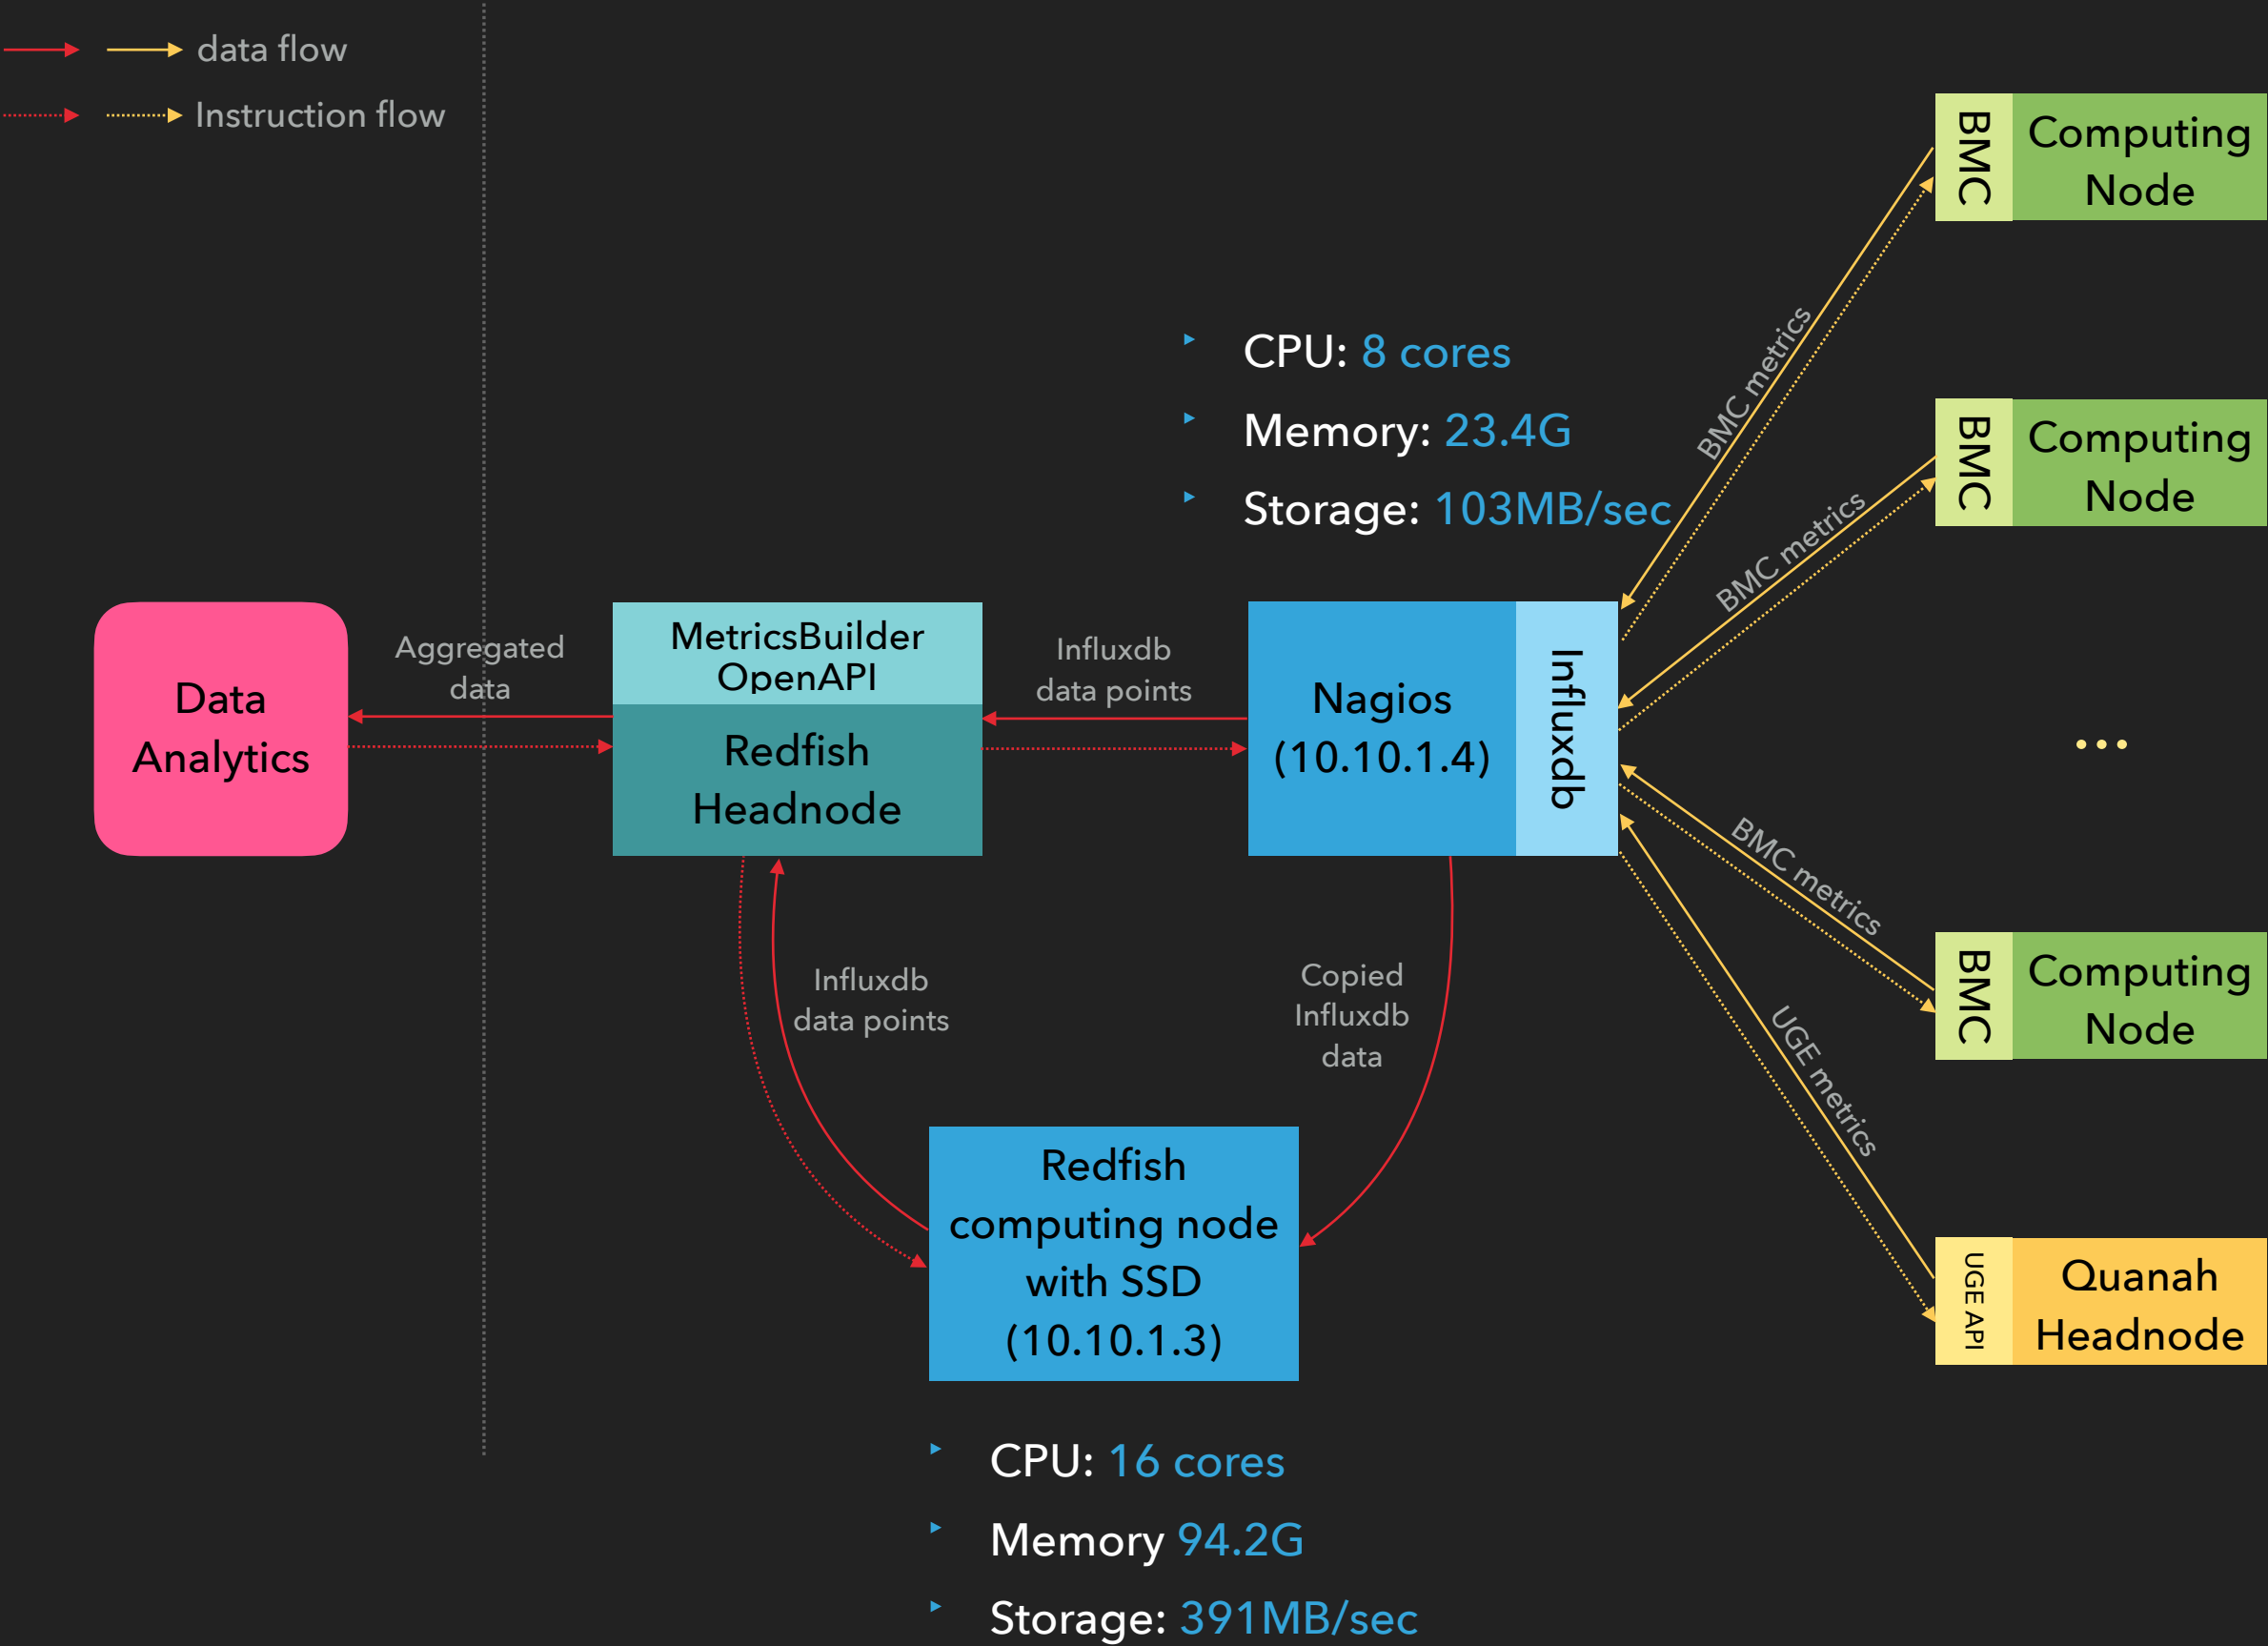 data flow
Instruction flow
BMC
Computing
Node
CPU: 8 cores
Memory: 23.4G
Storage: 103MB/sec
BMC metrics
BMC
Computing
Node
BMC metrics
Data
Analytics
Aggregated
data
MetricsBuilder
OpenAPI
Redfish
Headnode
Influxdb
data points
Nagios
(10.10.1.4)
Influxdb
...
BMC metrics
BMC
Computing
Node
Influxdb
data points
Copied
Influxdb
data
UGE metrics
Redfish
computing node
with SSD
(10.10.1.3)
UGE API
Quanah
Headnode
CPU: 16 cores
Memory 94.2G
Storage: 391MB/sec